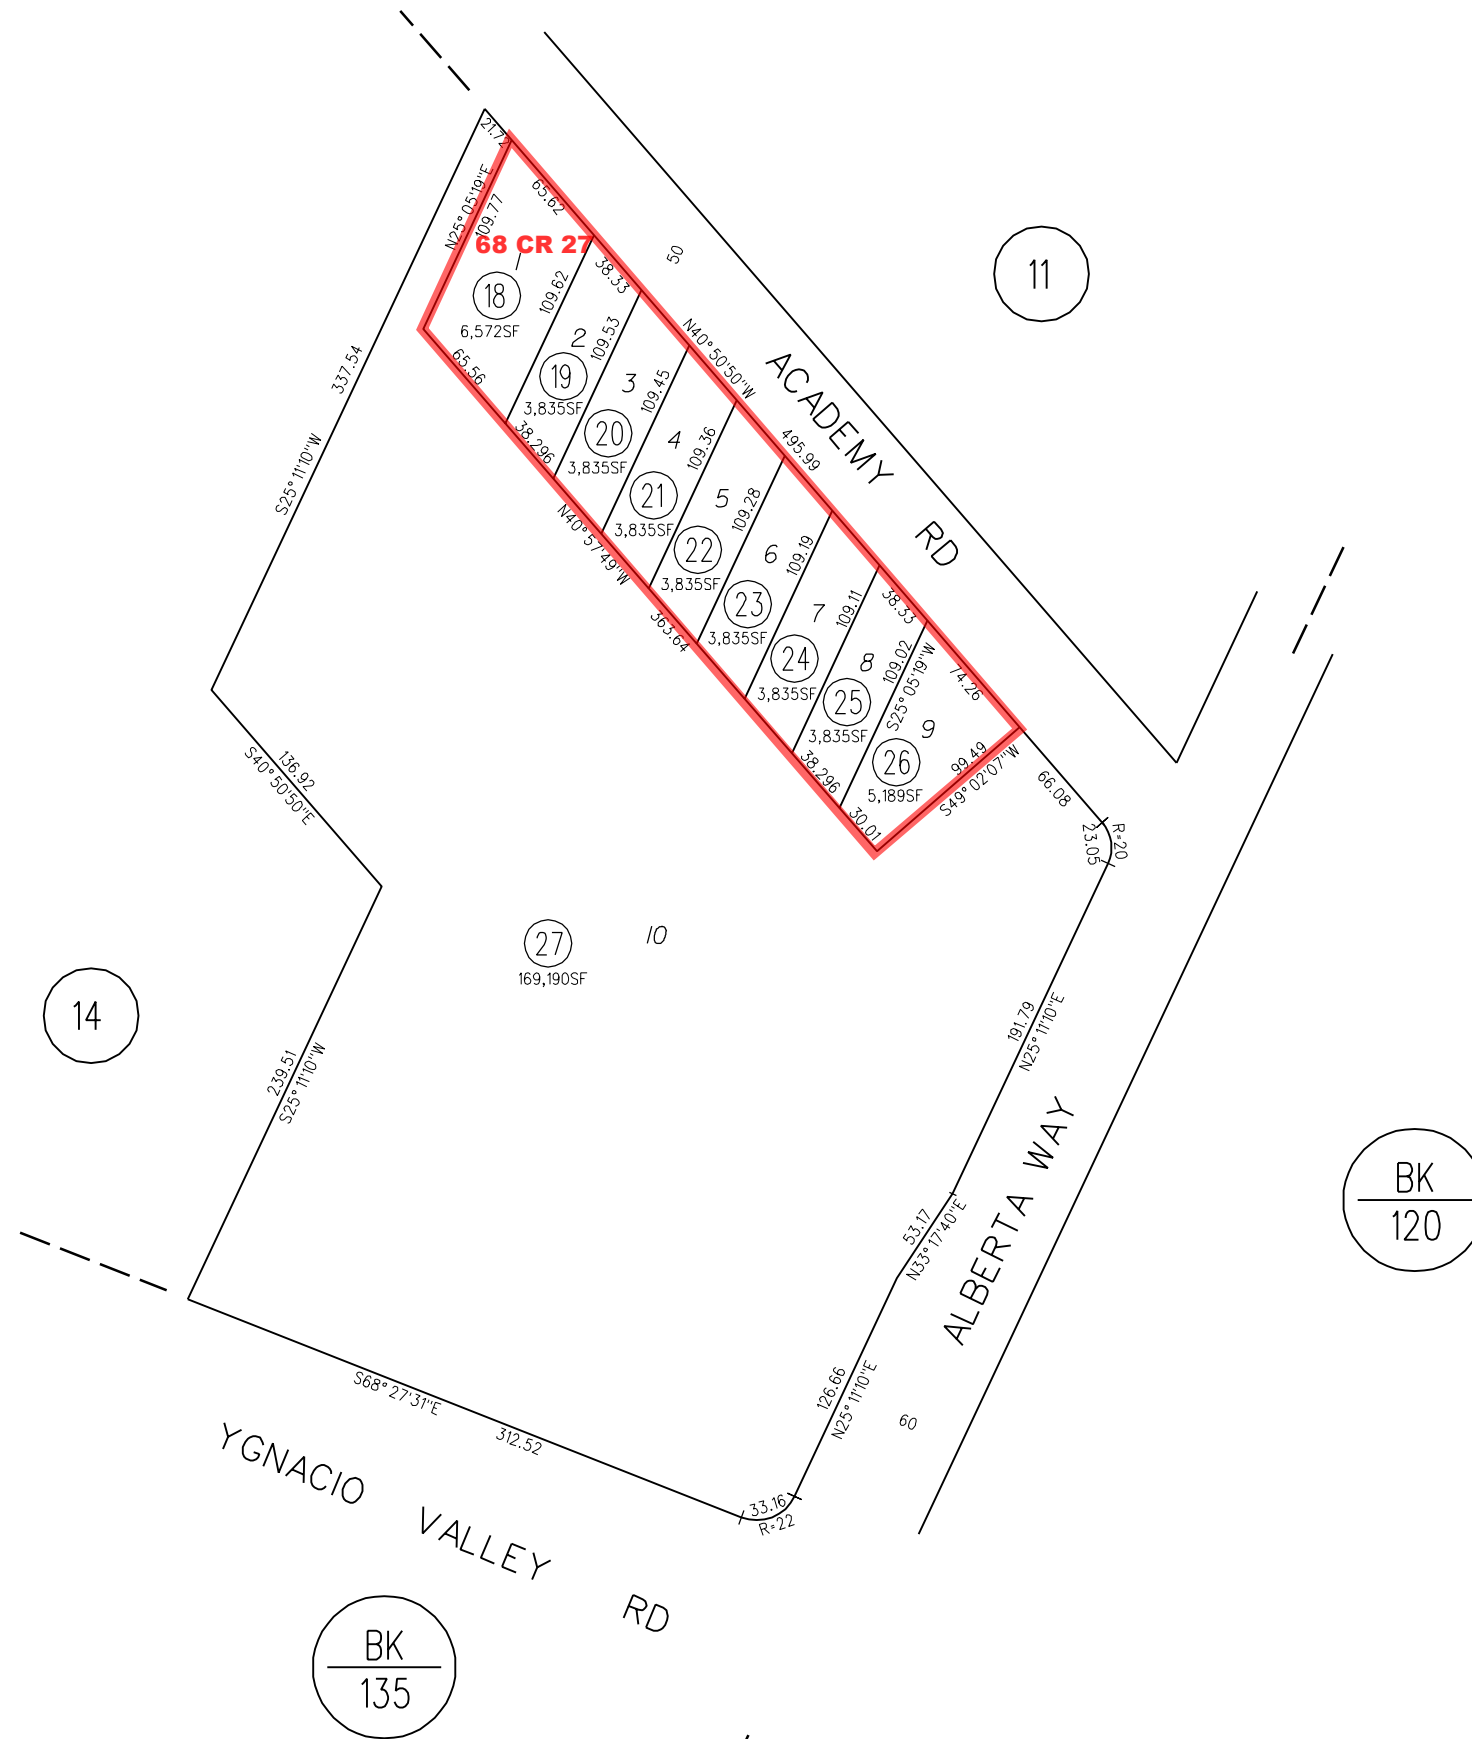 21.72
N25° 05'19"E
109.77
65.62
68 CR 27
50
11
18
6,572SF
109.62
38.33
337.54
S25° 11'10"W
65.56
2
109.53
19
3,835SF
N40° 50'50"W
ACADEMY RD
3
109.45
20
3,835SF
38.296
4
109.36
21
3,835SF
495.99
N40° 57'49"W
5
109.28
22
3,835SF
6
109.19
23
3,835SF
363.64
7
109.11
24
3,835SF
38.33
8
109.02
S25° 05'19"W
25
3,835SF
74.26
9
26
5,189SF
99.49
S49° 02'07"W
38.296
30.01
66.08
R=20
23.05
136.92
S40° 50'50"E
27
10
169,190SF
14
239.51
S25° 11'10"W
191.79
N25° 11'10"E
ALBERTA WAY
BK
120
53.17
N33° 17'40"E
126.66
N25° 11'10"E
60
S68° 27'31"E
312.52
33.16
R=22
YGNACIO VALLEY RD
BK
135